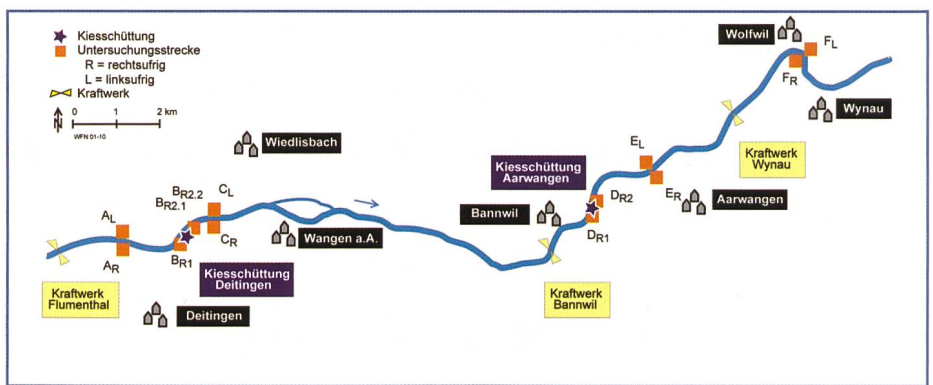 Kiesschüttung
Untersuchungsstrecke
R = rechtsufrig
L = linksufrig
Kraftwerk
N
0 1 2 km
WFN 01-10
Wolfwil
FL
FR
Wynau
Kraftwerk
Wynau
Wiedlisbach
Kiesschüttung
Aarwangen
EL
ER
Aarwangen
DR2
DR1
Bannwil
BR2.2
BR2.1
CL
CR
AL
AR
BR1
Wangen a.A.
Kiesschüttung
Deitingen
Kraftwerk
Flumenthal
Kraftwerk
Bannwil
Deitingen